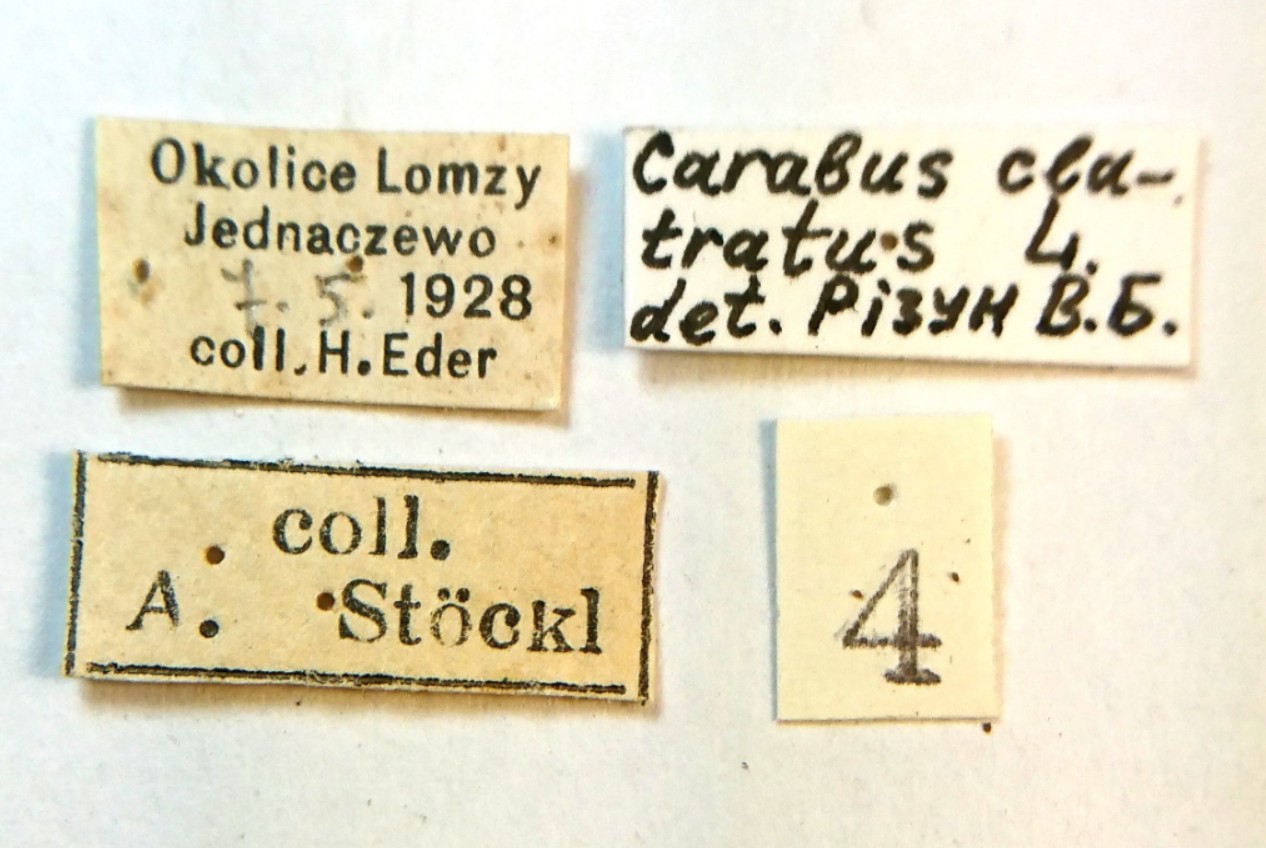 Okolice Lomzy
Jednaczewo
7. 5. 1928
coll. H. Eder
Carabus cla-
tratus L.
det. Різун В.Б.
coll.
A. Stöckl
4